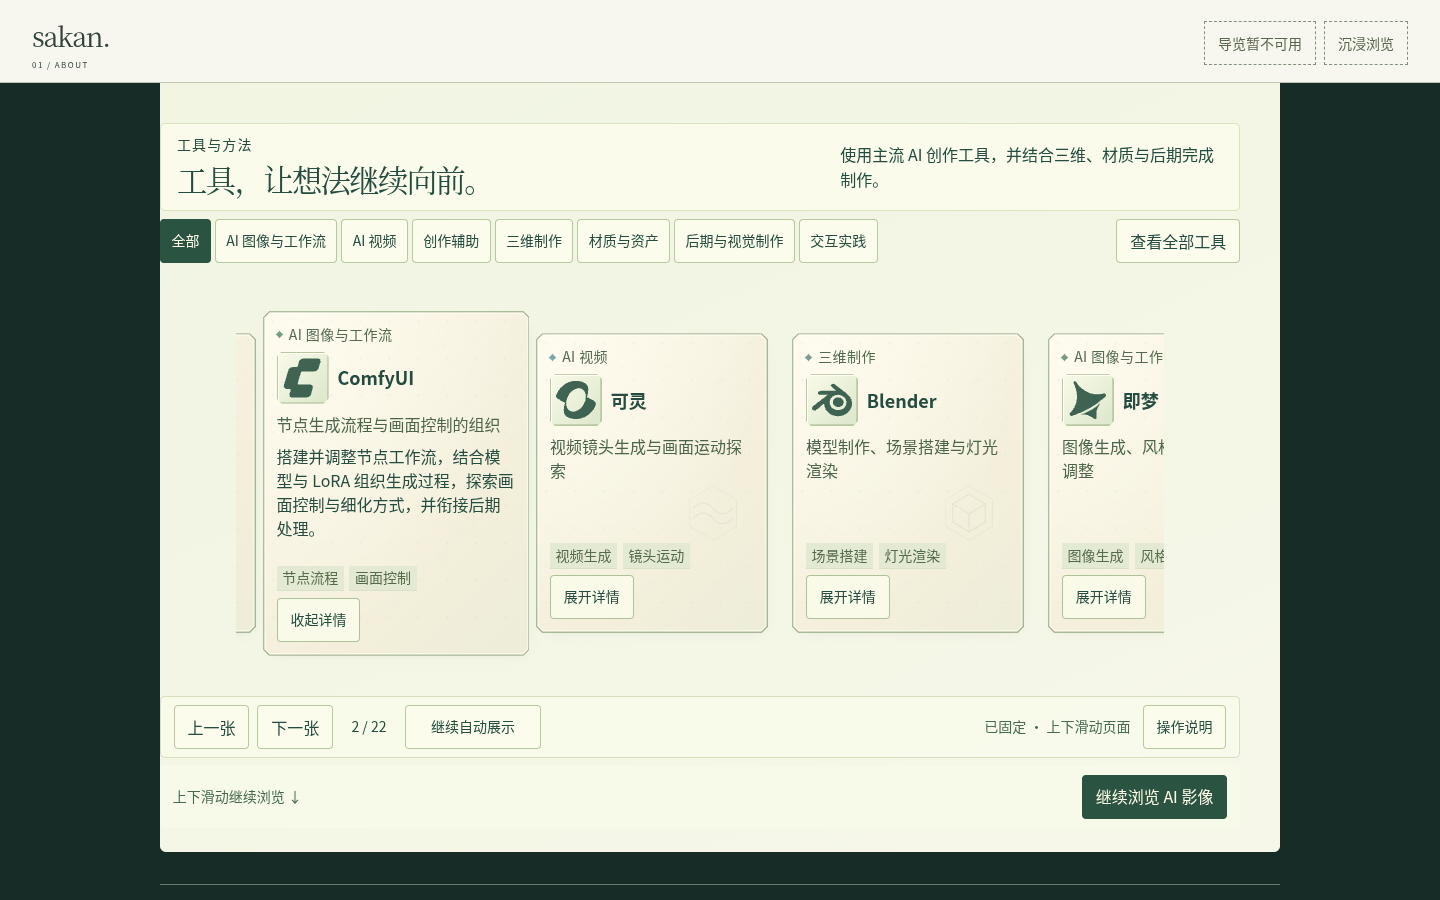 sakan.
01 / ABOUT
导览暂不可用
沉浸浏览
工具与方法
工具，让想法继续向前。
使用主流 AI 创作工具，并结合三维、材质与后期完成
制作。
全部
AI 图像与工作流
AI 视频
创作辅助
三维制作
材质与资产
后期与视觉制作
交互实践
查看全部工具
AI 图像与工作流
ComfyUI
节点生成流程与画面控制的组织
搭建并调整节点工作流，结合模
型与 LoRA 组织生成过程，探索画
面控制与细化方式，并衔接后期
处理。
节点流程
画面控制
收起详情
AI 视频
可灵
视频镜头生成与画面运动探
索
视频生成
镜头运动
展开详情
三维制作
Blender
模型制作、场景搭建与灯光
渲染
场景搭建
灯光渲染
展开详情
AI 图像与工作
即梦
图像生成、风格
调整
图像生成
风格
展开详情
上一张
下一张
2 / 22
继续自动展示
已固定 · 上下滑动页面
操作说明
上下滑动继续浏览 ↓
继续浏览 AI 影像